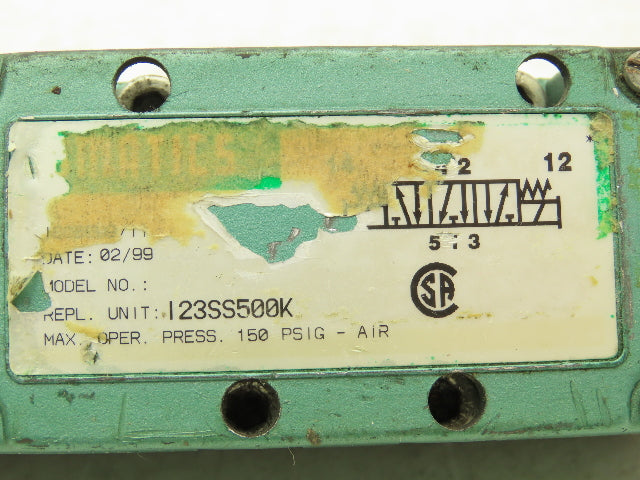 4 2 12
5 1 3
DATE: 02/99
MODEL NO.:
REPL. UNIT: I23SS500K
MAX. OPER. PRESS. 150 PSIG - AIR